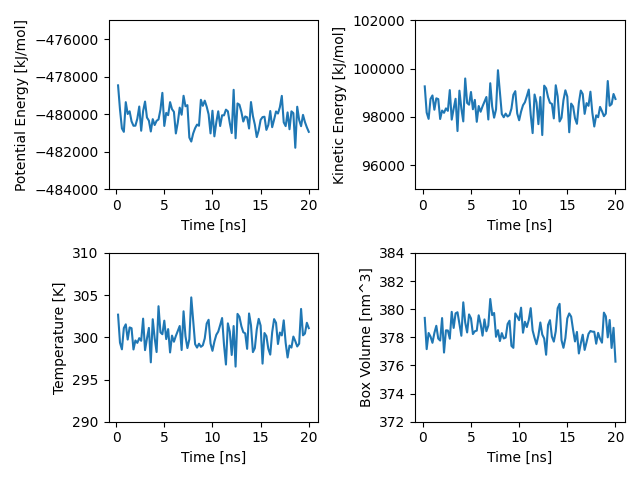 Potential Energy [kJ/mol]
−476000
−478000
−480000
−482000
−484000
0 5 10 15 20
Time [ns]
Kinetic Energy [kJ/mol]
102000
100000
98000
96000
0 5 10 15 20
Time [ns]
Temperature [K]
310
305
300
295
290
0 5 10 15 20
Time [ns]
Box Volume [nm^3]
384
382
380
378
376
374
372
0 5 10 15 20
Time [ns]